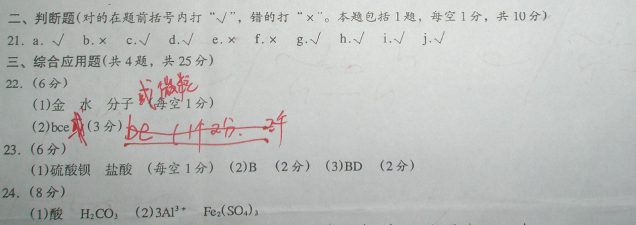 二、判断题(对的在题前括号内打“√”,错的打“×”。本题包括1题,每空1分,共10分)
21. a. √ b. × c. √ d. √ e. × f. × g. √ h. √ i. √ j. √
三、综合应用题(共4题,共25分)
22. (6分)
(1)金 水 分子 或微粒 (每空1分)
(2)bce 或 (3分) be
23. (6分)
(1)硫酸钡 盐酸 (每空1分) (2)B (2分) (3)BD (2分)
24. (8分)
(1)酸 H₂CO₃ (2)3Al³⁺ Fe₂(SO₄)₃